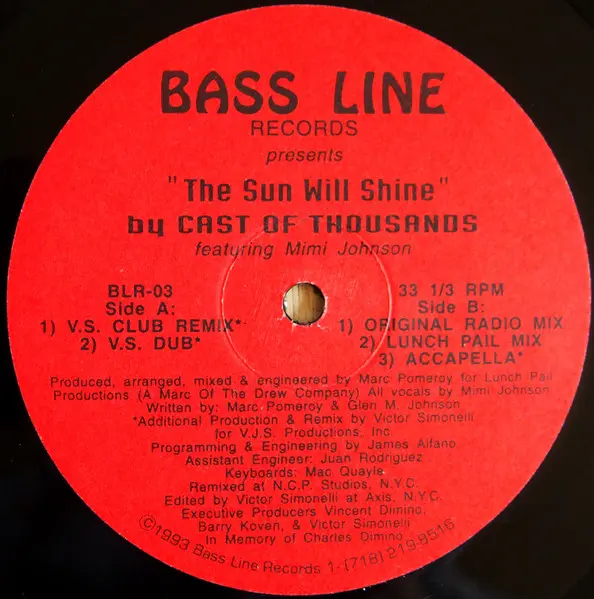 BASS LINE
RECORDS
presents
"The Sun Will Shine"
by CAST OF THOUSANDS
featuring Mimi Johnson
BLR-03
Side A:
1) V.S. CLUB REMIX*
2) V.S. DUB*
33 1/3 RPM
Side B:
1) ORIGINAL RADIO MIX
2) LUNCH PAIL MIX
3) ACCAPELLA*
Produced, arranged, mixed & engineered by Marc Pomeroy for Lunch Pail
Productions (A Marc Of The Drew Company) All vocals by Mimi Johnson
Written by: Marc Pomeroy & Glen M. Johnson
*Additional Production & Remix by Victor Simonelli
for V.J.S. Productions, Inc.
Programming & Engineering by James Alfano
Assistant Engineer: Juan Rodriguez
Keyboards: Mac Quayle
Remixed at N.C.P. Studios, N.Y.C.
Edited by Victor Simonelli at Axis, N.Y.C.
Executive Producers Vincent Dimino,
Barry Koven, & Victor Simonelli
In Memory of Charles Dimino
©1993 Bass Line Records 1-(718) 219-8516